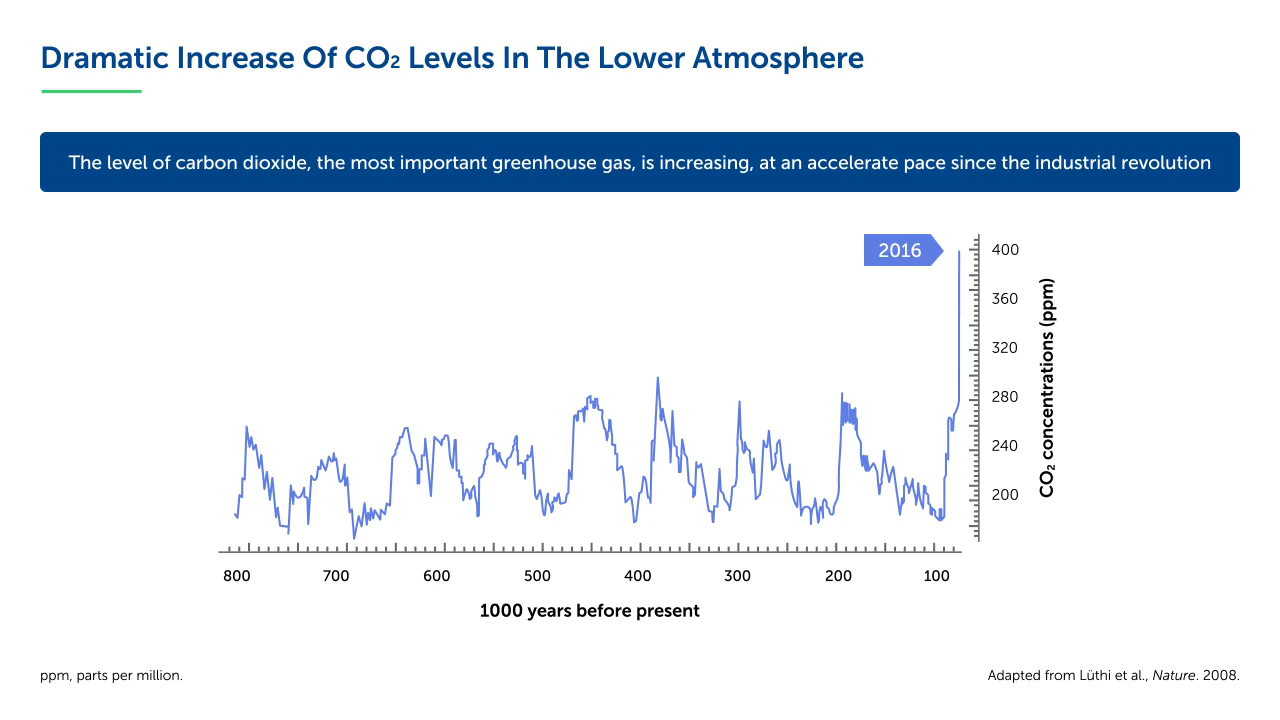 Dramatic Increase Of CO₂ Levels In The Lower Atmosphere
The level of carbon dioxide, the most important greenhouse gas, is increasing, at an accelerate pace since the industrial revolution
2016
400
360
320
280
240
200
CO₂ concentrations (ppm)
800 700 600 500 400 300 200 100
1000 years before present
ppm, parts per million.
Adapted from Lüthi et al., Nature. 2008.